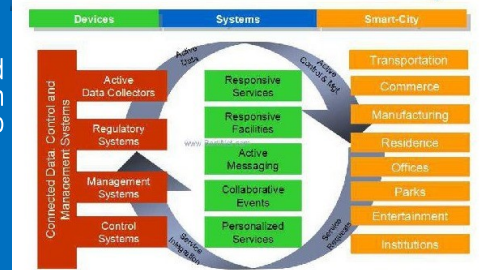 Devices
Systems
Smart-City
Connected Data, Control and
Management Systems
Active
Data Collectors
Regulatory
Systems
Management
Systems
Control
Systems
Active
Data
Active
Control & Mgt.
Service
Integration
Service
Requests
Responsive
Services
Responsive
Facilities
Active
Messaging
Collaborative
Events
Personalized
Services
Transportation
Commerce
Manufacturing
Residence
Offices
Parks
Entertainment
Institutions